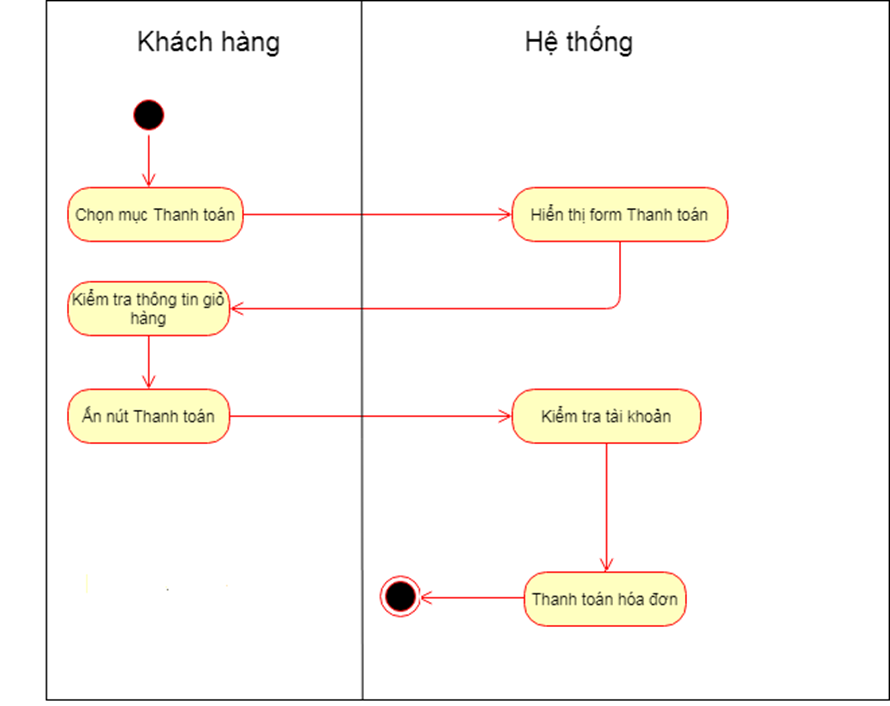 Khách hàng
Hệ thống
Chọn mục Thanh toán
Hiển thị form Thanh toán
Kiểm tra thông tin giỏ
hàng
Ấn nút Thanh toán
Kiểm tra tài khoản
Thanh toán hóa đơn